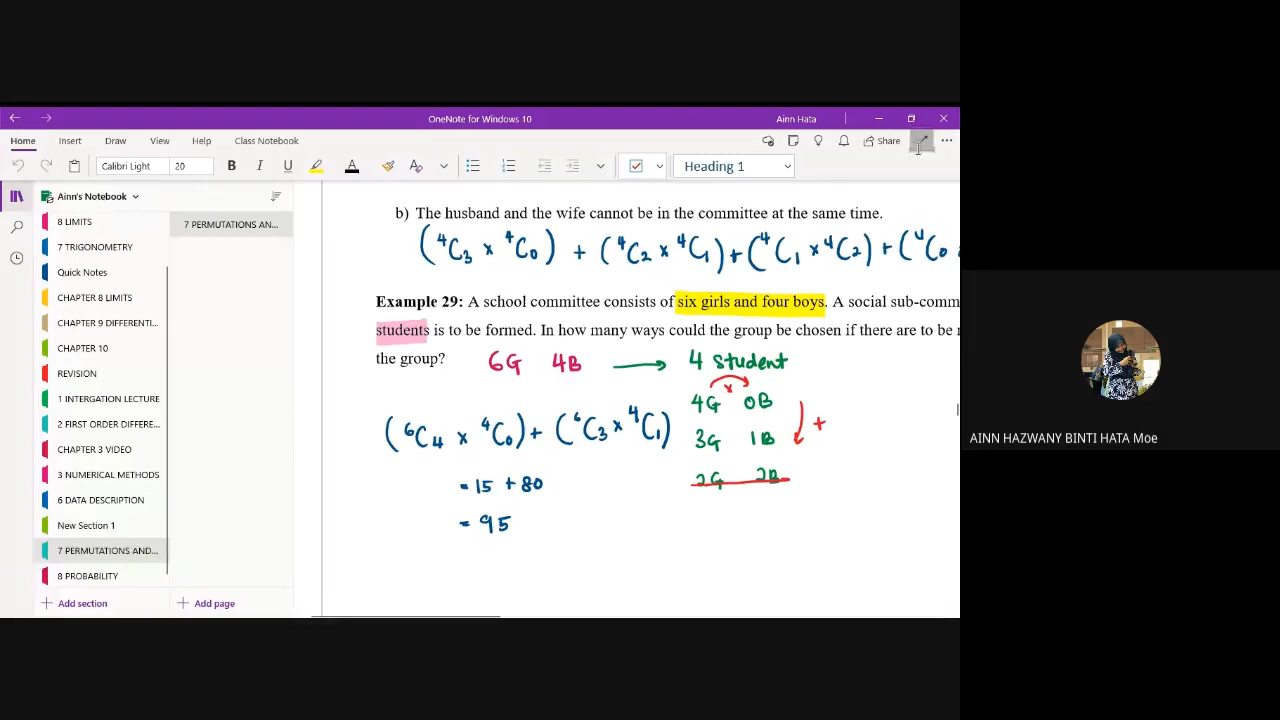 OneNote for Windows 10
Ainn Hata
Home Insert Draw View Help Class Notebook
Share
Calibri Light 20 B I U A Heading 1
Ainn's Notebook
8 LIMITS
7 TRIGONOMETRY
Quick Notes
CHAPTER 8 LIMITS
CHAPTER 9 DIFFERENTI...
CHAPTER 10
REVISION
1 INTERGATION LECTURE
2 FIRST ORDER DIFFERE...
CHAPTER 3 VIDEO
3 NUMERICAL METHODS
6 DATA DESCRIPTION
New Section 1
7 PERMUTATIONS AND...
8 PROBABILITY
+ Add section
7 PERMUTATIONS AN...
+ Add page
b) The husband and the wife cannot be in the committee at the same time.
(⁴C₃ × ⁴C₀) + (⁴C₂ × ⁴C₁) + (⁴C₁ × ⁴C₂) + (⁴C₀
Example 29: A school committee consists of six girls and four boys. A social sub-comm
students is to be formed. In how many ways could the group be chosen if there are to be
the group?
6G 4B → 4 student
4G × 0B
3G 1B +
2G 2B
(⁶C₄ × ⁴C₀) + (⁶C₃ × ⁴C₁)
= 15 + 80
= 95
AINN HAZWANY BINTI HATA Moe